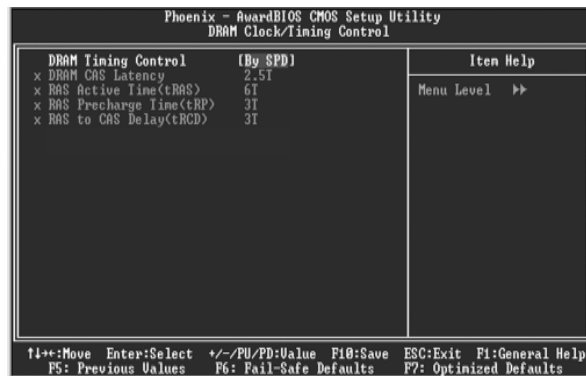 Phoenix - AwardBIOS CMOS Setup Utility
DRAM Clock/Timing Control
DRAM Timing Control [By SPD]
x DRAM CAS Latency 2.5T
x RAS Active Time(tRAS) 6T
x RAS Precharge Time(tRP) 3T
x RAS to CAS Delay(tRCD) 3T
Item Help
Menu Level ▸▸
↑↓→←:Move Enter:Select +/-/PU/PD:Value F10:Save ESC:Exit F1:General Help
F5: Previous Values F6: Fail-Safe Defaults F7: Optimized Defaults